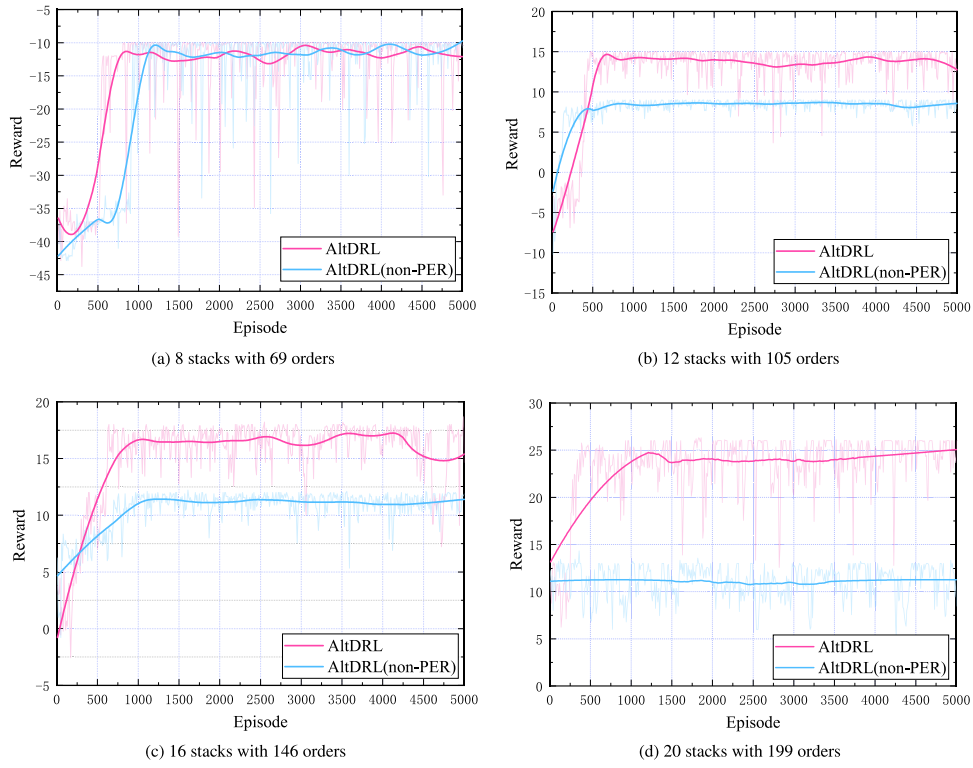 -5
-10
-15
-20
-25
-30
-35
-40
-45
Reward
AltDRL
AltDRL(non-PER)
0 500 1000 1500 2000 2500 3000 3500 4000 4500 5000
Episode
(a) 8 stacks with 69 orders
20
15
10
5
0
-5
-10
-15
Reward
AltDRL
AltDRL(non-PER)
0 500 1000 1500 2000 2500 3000 3500 4000 4500 5000
Episode
(b) 12 stacks with 105 orders
20
15
10
5
0
-5
Reward
AltDRL
AltDRL(non-PER)
0 500 1000 1500 2000 2500 3000 3500 4000 4500 5000
Episode
(c) 16 stacks with 146 orders
30
25
20
15
10
5
0
Reward
AltDRL
AltDRL(non-PER)
0 500 1000 1500 2000 2500 3000 3500 4000 4500 5000
Episode
(d) 20 stacks with 199 orders